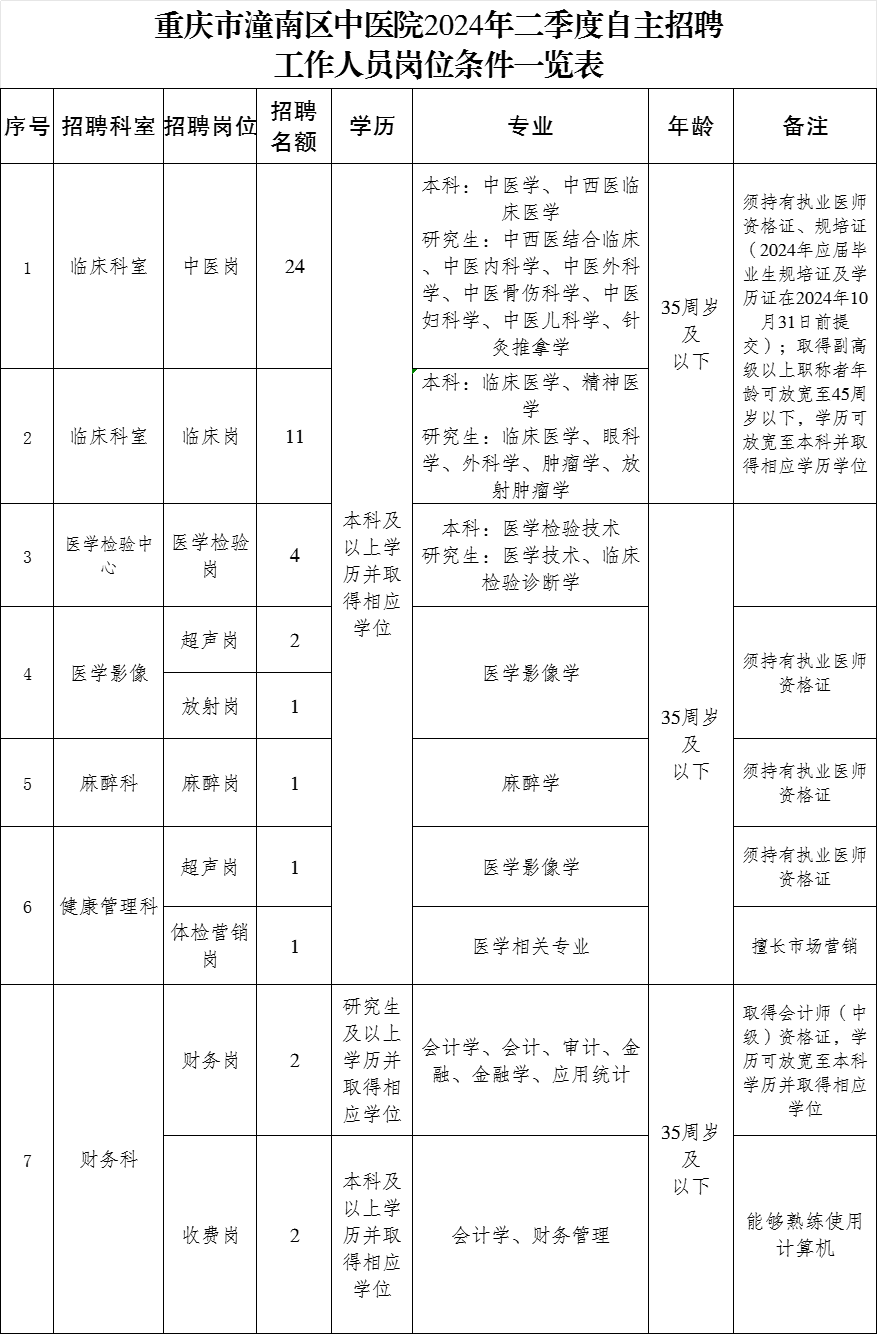 重庆市潼南区中医院2024年二季度自主招聘
工作人员岗位条件一览表
序号
招聘科室
招聘岗位
招聘
名额
学历
专业
年龄
备注
1
临床科室
中医岗
24
本科及
以上学
历并取
得相应
学位
本科：中医学、中西医临
床医学
研究生：中西医结合临床
、中医内科学、中医外科
学、中医骨伤科学、中医
妇科学、中医儿科学、针
灸推拿学
35周岁
及
以下
须持有执业医师
资格证、规培证
（2024年应届毕
业生规培证及学
历证在2024年10
月31日前提
交）；取得副高
级以上职称者年
龄可放宽至45周
岁以下，学历可
放宽至本科并取
得相应学历学位
2
临床科室
临床岗
11
本科：临床医学、精神医
学
研究生：临床医学、眼科
学、外科学、肿瘤学、放
射肿瘤学
3
医学检验中
心
医学检验
岗
4
本科：医学检验技术
研究生：医学技术、临床
检验诊断学
35周岁
及
以下
4
医学影像
超声岗
2
医学影像学
须持有执业医师
资格证
放射岗
1
5
麻醉科
麻醉岗
1
麻醉学
须持有执业医师
资格证
6
健康管理科
超声岗
1
医学影像学
须持有执业医师
资格证
体检营销
岗
1
医学相关专业
擅长市场营销
7
财务科
财务岗
2
研究生
及以上
学历并
取得相
应学位
会计学、会计、审计、金
融、金融学、应用统计
35周岁
及
以下
取得会计师（中
级）资格证，学
历可放宽至本科
学历并取得相应
学位
收费岗
2
本科及
以上学
历并取
得相应
学位
会计学、财务管理
能够熟练使用
计算机